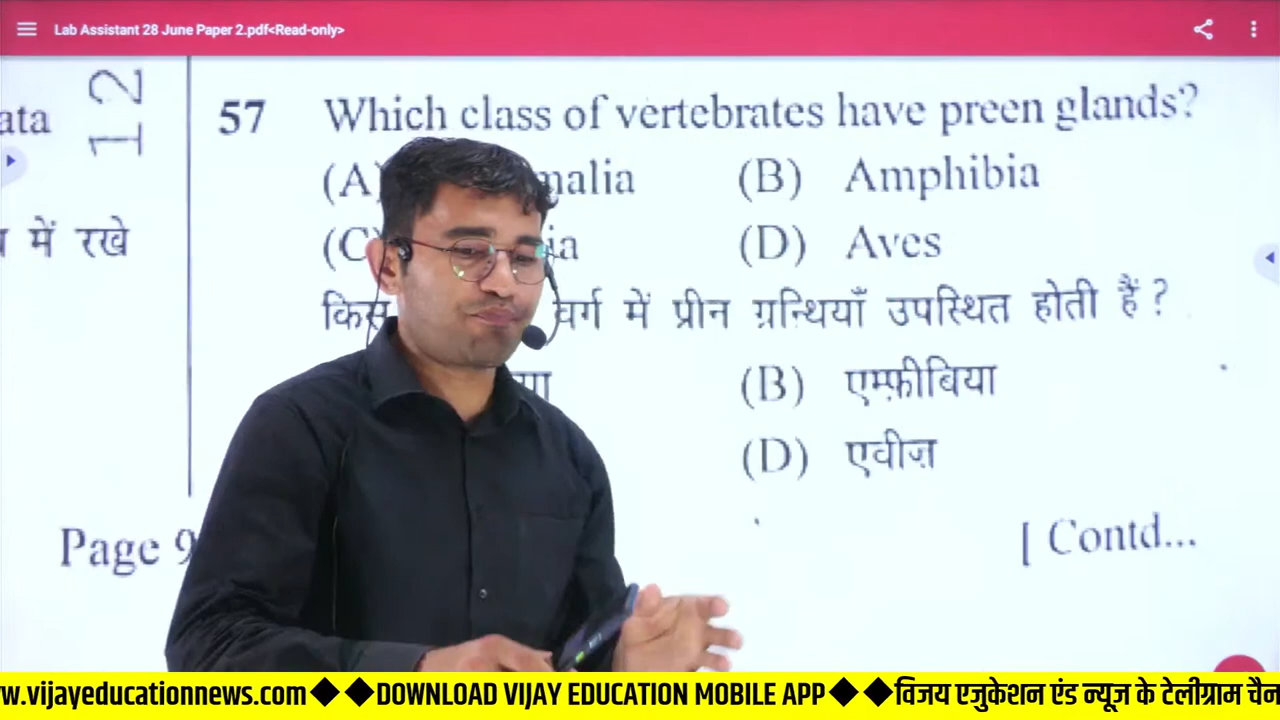 Lab Assistant 28 June Paper 2.pdf<Read-only>
ata
12
में रखे
57 Which class of vertebrates have preen glands?
(A) malia (B) Amphibia
(C) ia (D) Aves
किस वर्ग में प्रीन ग्रन्थियाँ उपस्थित होती हैं ?
(B) एम्फ़ीबिया
(D) एवीज़
Page 9
[ Contd...
w.vijayeducationnews.com◆◆DOWNLOAD VIJAY EDUCATION MOBILE APP◆◆विजय एजुकेशन एंड न्यूज के टेलीग्राम चैन